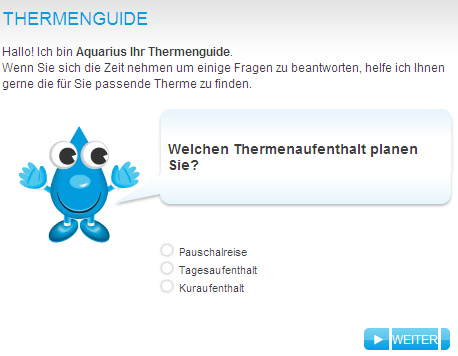 THERMENGUIDE
Hallo! Ich bin Aquarius Ihr Thermenguide.
Wenn Sie sich die Zeit nehmen um einige Fragen zu beantworten, helfe ich Ihnen
gerne die für Sie passende Therme zu finden.
Welchen Thermenaufenthalt planen
Sie?
Pauschalreise
Tagesaufenthalt
Kuraufenthalt
WEITER